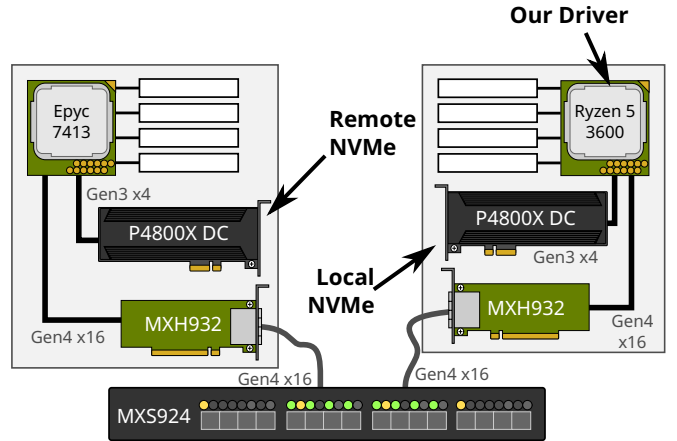 Our Driver
Epyc
7413
Ryzen 5
3600
Remote
NVMe
Gen3 x4
P4800X DC
P4800X DC
Gen3 x4
Local
NVMe
MXH932
MXH932
Gen4 x16
Gen4
x16
Gen4 x16
Gen4 x16
MXS924